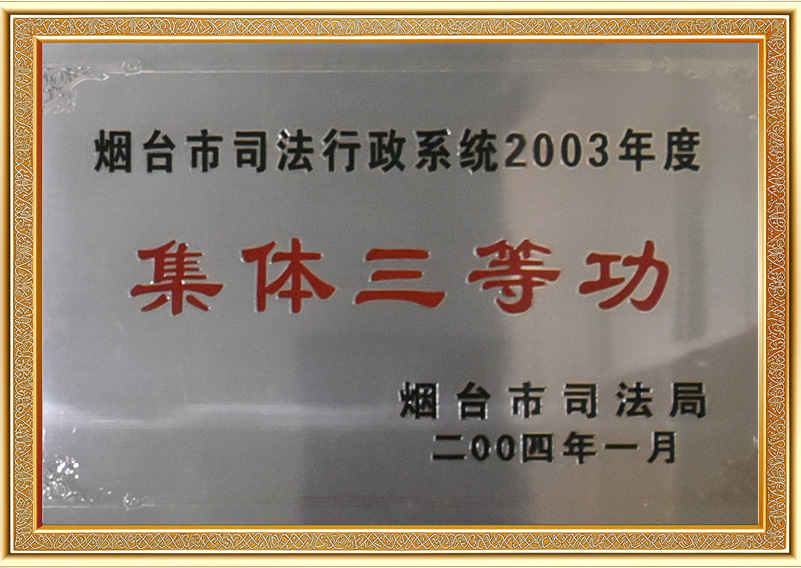 烟台市司法行政系统2003年度
集体三等功
烟台市司法局
二00四年一月